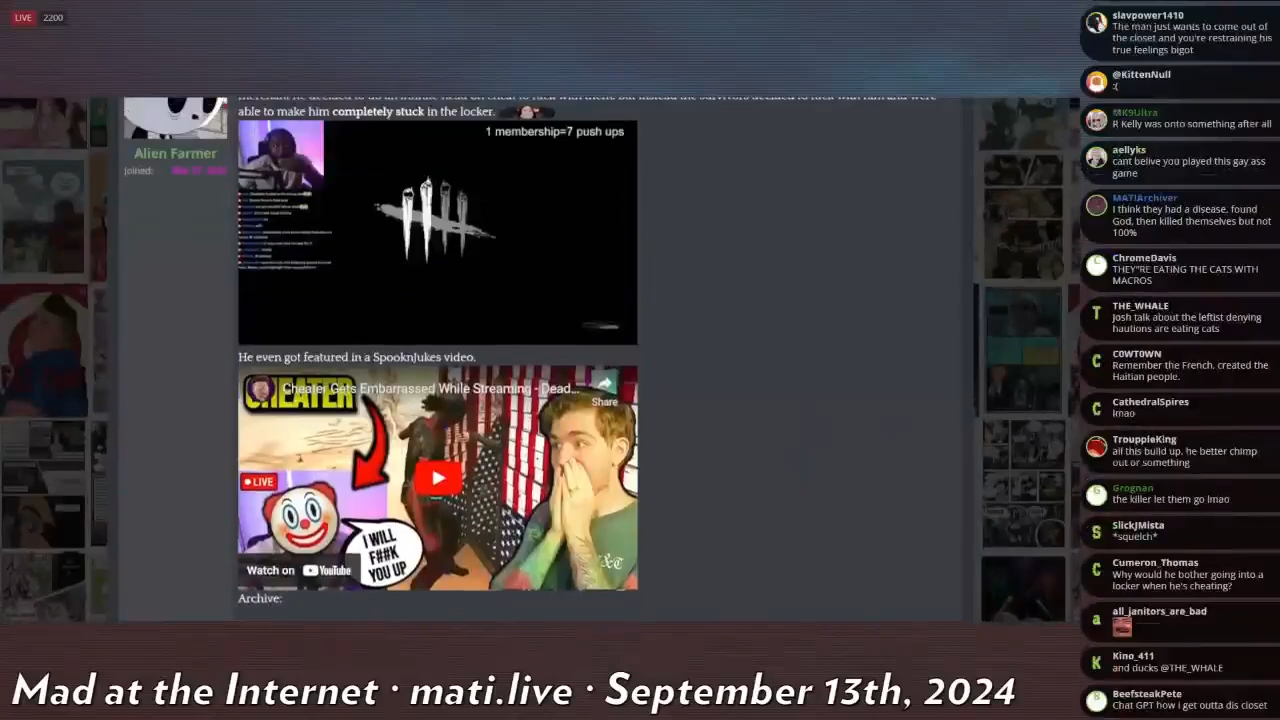 LIVE 2200
able to make him completely stuck in the locker.
Alien Farmer
Joined:
1 membership=7 push ups
He even got featured in a SpooknJukes video.
Cheater Gets Embarrassed While Streaming - Dead...
CHEATER
Share
LIVE
I WILL
F##K
YOU UP
Watch on YouTube
Archive:
Mad at the Internet · mati.live · September 13th, 2024
slavpower1410
The man just wants to come out of
the closet and you're restraining his
true feelings bigot
@KittenNull
:(
MK9Ultra
R Kelly was onto something after all
aellyks
cant belive you played this gay ass
game
MATIArchiver
I think they had a disease. found
God. then killed themselves but not
100%
ChromeDavis
THEY"RE EATING THE CATS WITH
MACROS
THE_WHALE
Josh talk about the leftist denying
hautions are eating cats
C0WT0WN
Remember the French, created the
Haitian people.
CathedralSpires
lmao
TrouppleKing
all this build up, he better chimp
out or something
Grognan
the killer let them go lmao
SlickJMista
*squelch*
Cumeron_Thomas
Why would he bother going into a
locker when he's cheating?
all_janitors_are_bad
Kino_411
and ducks @THE_WHALE
BeefsteakPete
Chat GPT how i get outta dis closet